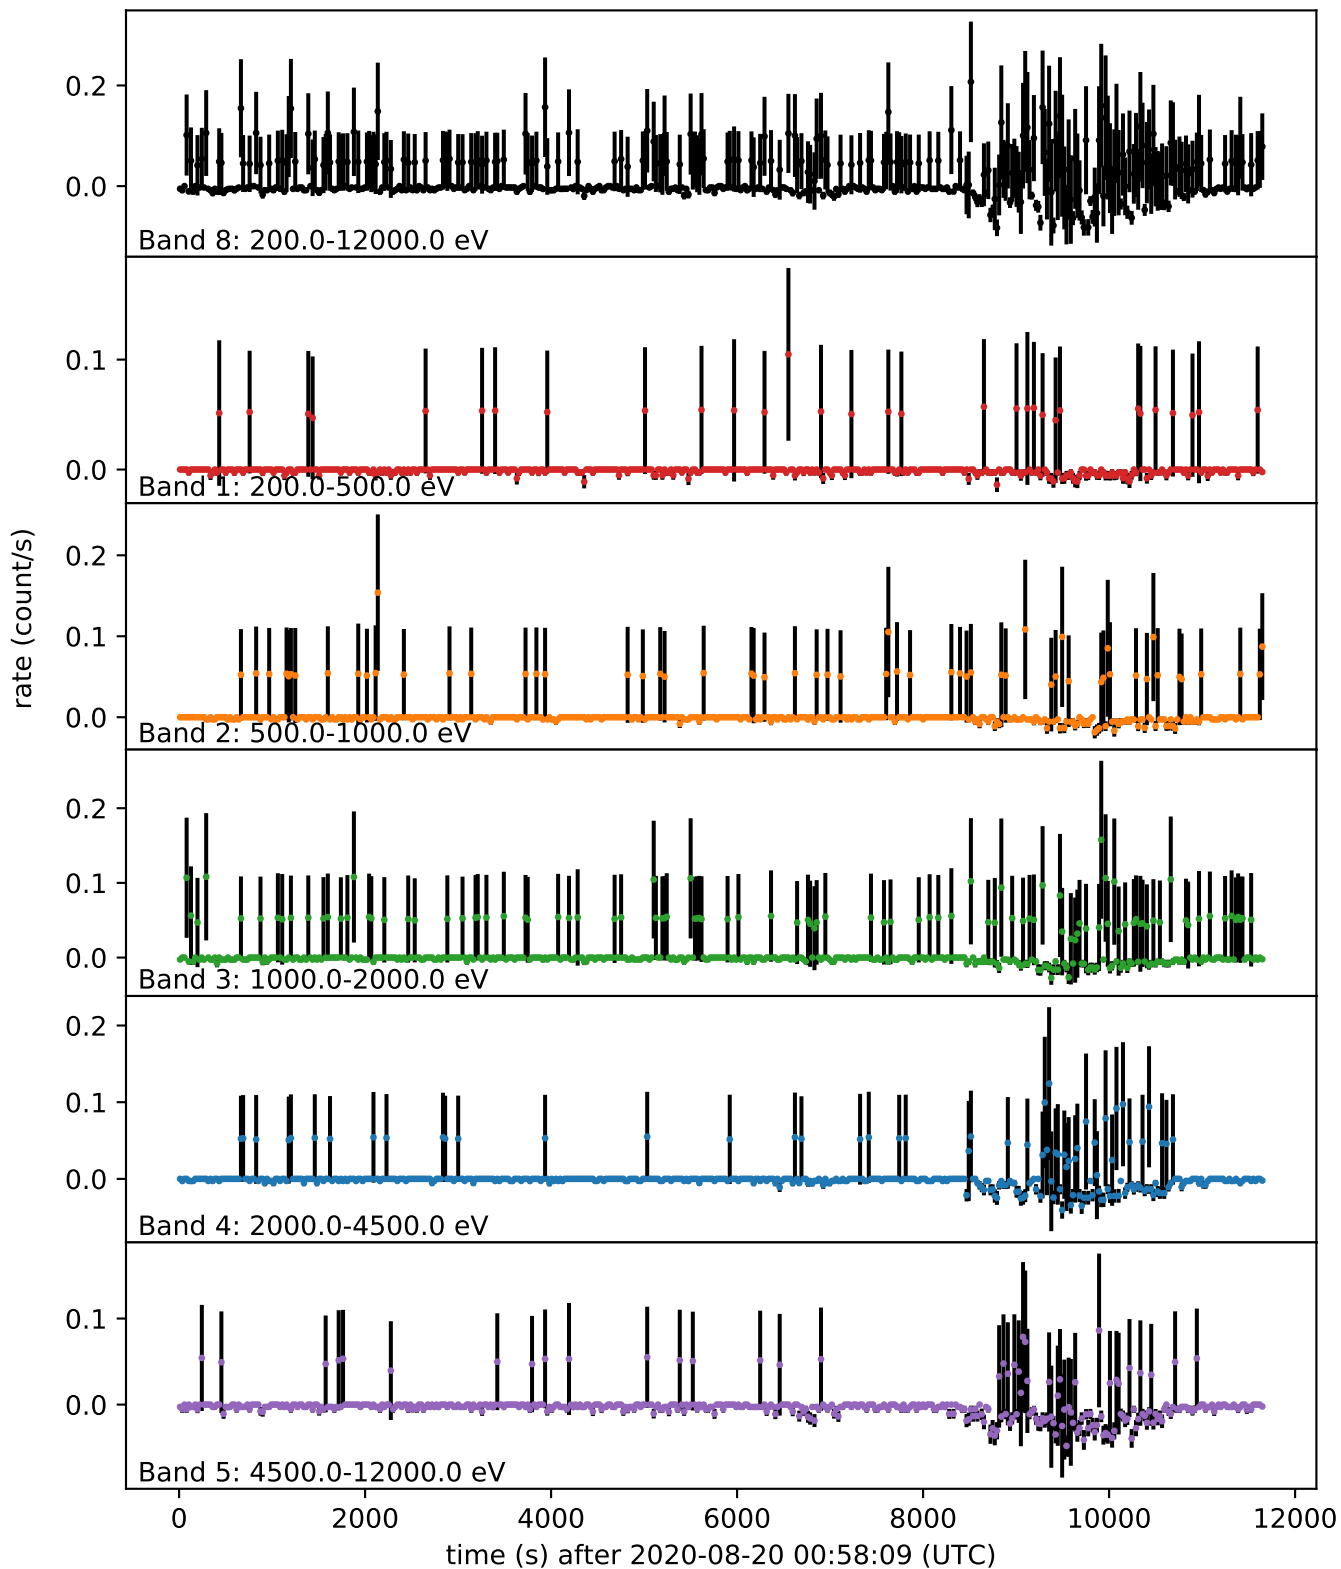 0.2
0.0
Band 8: 200.0-12000.0 eV
0.1
0.0
Band 1: 200.0-500.0 eV
0.2
0.1
0.0
Band 2: 500.0-1000.0 eV
rate (count/s)
0.2
0.1
0.0
Band 3: 1000.0-2000.0 eV
0.2
0.1
0.0
Band 4: 2000.0-4500.0 eV
0.1
0.0
Band 5: 4500.0-12000.0 eV
0 2000 4000 6000 8000 10000 12000
time (s) after 2020-08-20 00:58:09 (UTC)